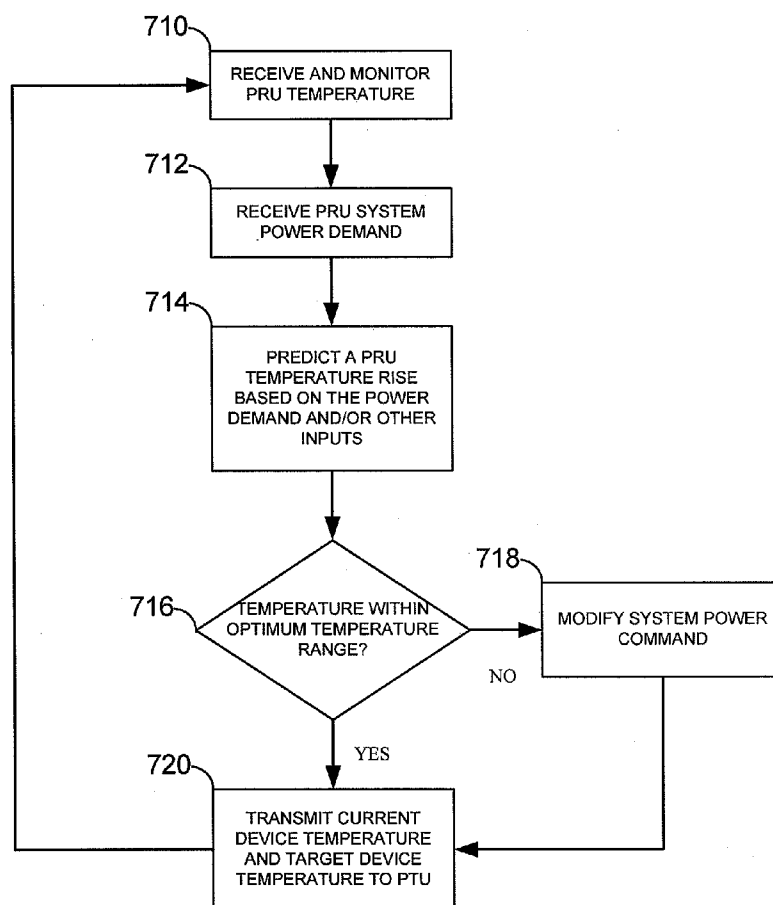 710
RECEIVE AND MONITOR
PRU TEMPERATURE
712
RECEIVE PRU SYSTEM
POWER DEMAND
714
PREDICT A PRU
TEMPERATURE RISE
BASED ON THE POWER
DEMAND AND/OR OTHER
INPUTS
716
TEMPERATURE WITHIN
OPTIMUM TEMPERATURE
RANGE?
718
MODIFY SYSTEM POWER
COMMAND
NO
YES
720
TRANSMIT CURRENT
DEVICE TEMPERATURE
AND TARGET DEVICE
TEMPERATURE TO PTU